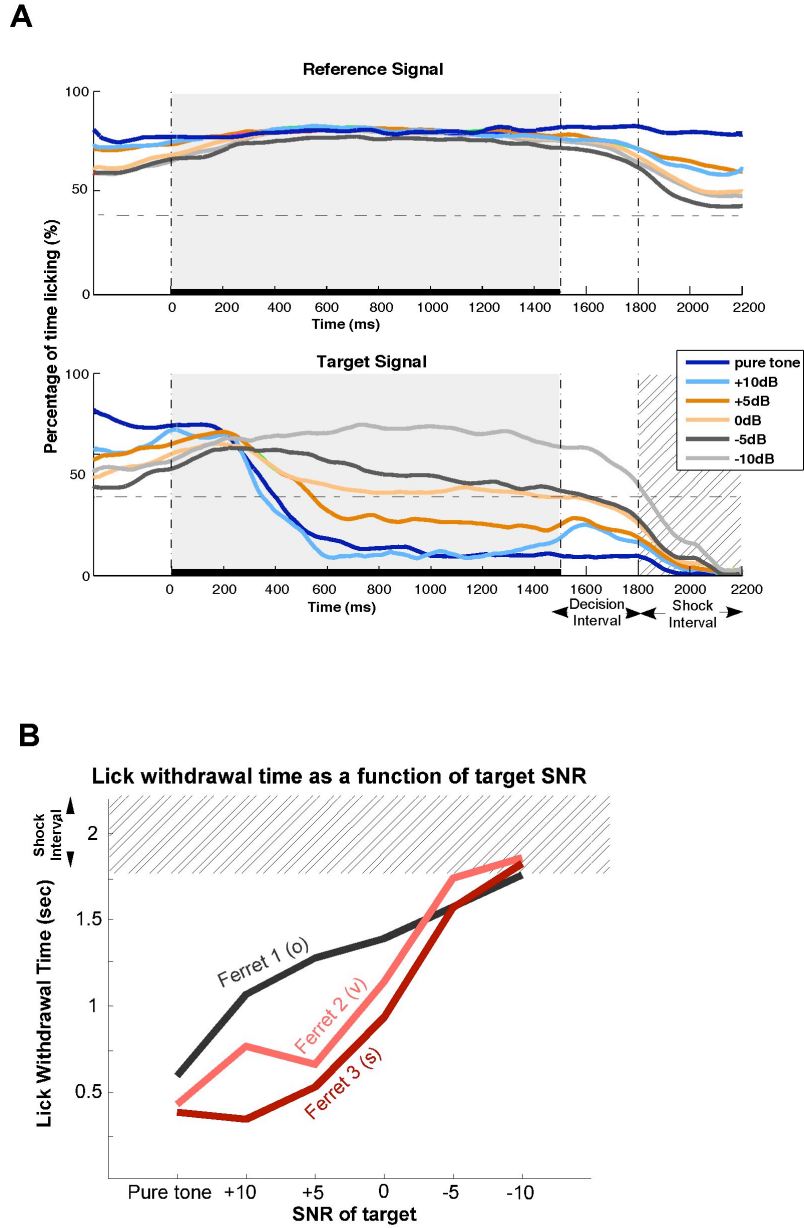 A
Reference Signal
100
50
0
0 200 400 600 800 1000 1200 1400 1600 1800 2000 2200
Time (ms)
Percentage of time licking (%)
Target Signal
100
50
0
0 200 400 600 800 1000 1200 1400 1600 1800 2000 2200
Time (ms)
Decision
Interval
Shock
Interval
pure tone
+10dB
+5dB
0dB
-5dB
-10dB
B
Lick withdrawal time as a function of target SNR
Shock
Interval
Lick Withdrawal Time (sec)
2
1.5
1
0.5
Ferret 1 (o)
Ferret 2 (v)
Ferret 3 (s)
Pure tone +10 +5 0 -5 -10
SNR of target